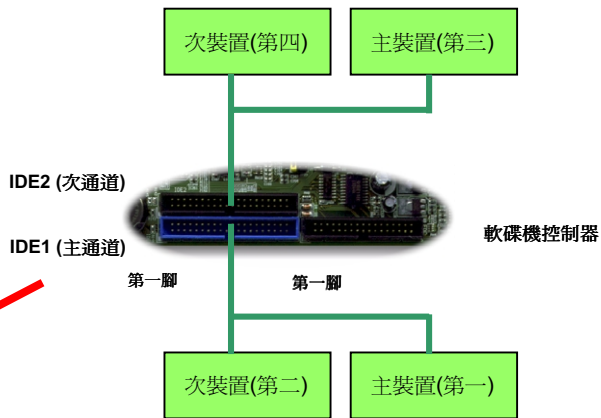 次裝置(第四)
主裝置(第三)
IDE2 (次通道)
IDE2
IDE1 (主通道)
軟碟機控制器
第一腳
第一腳
次裝置(第二)
主裝置(第一)